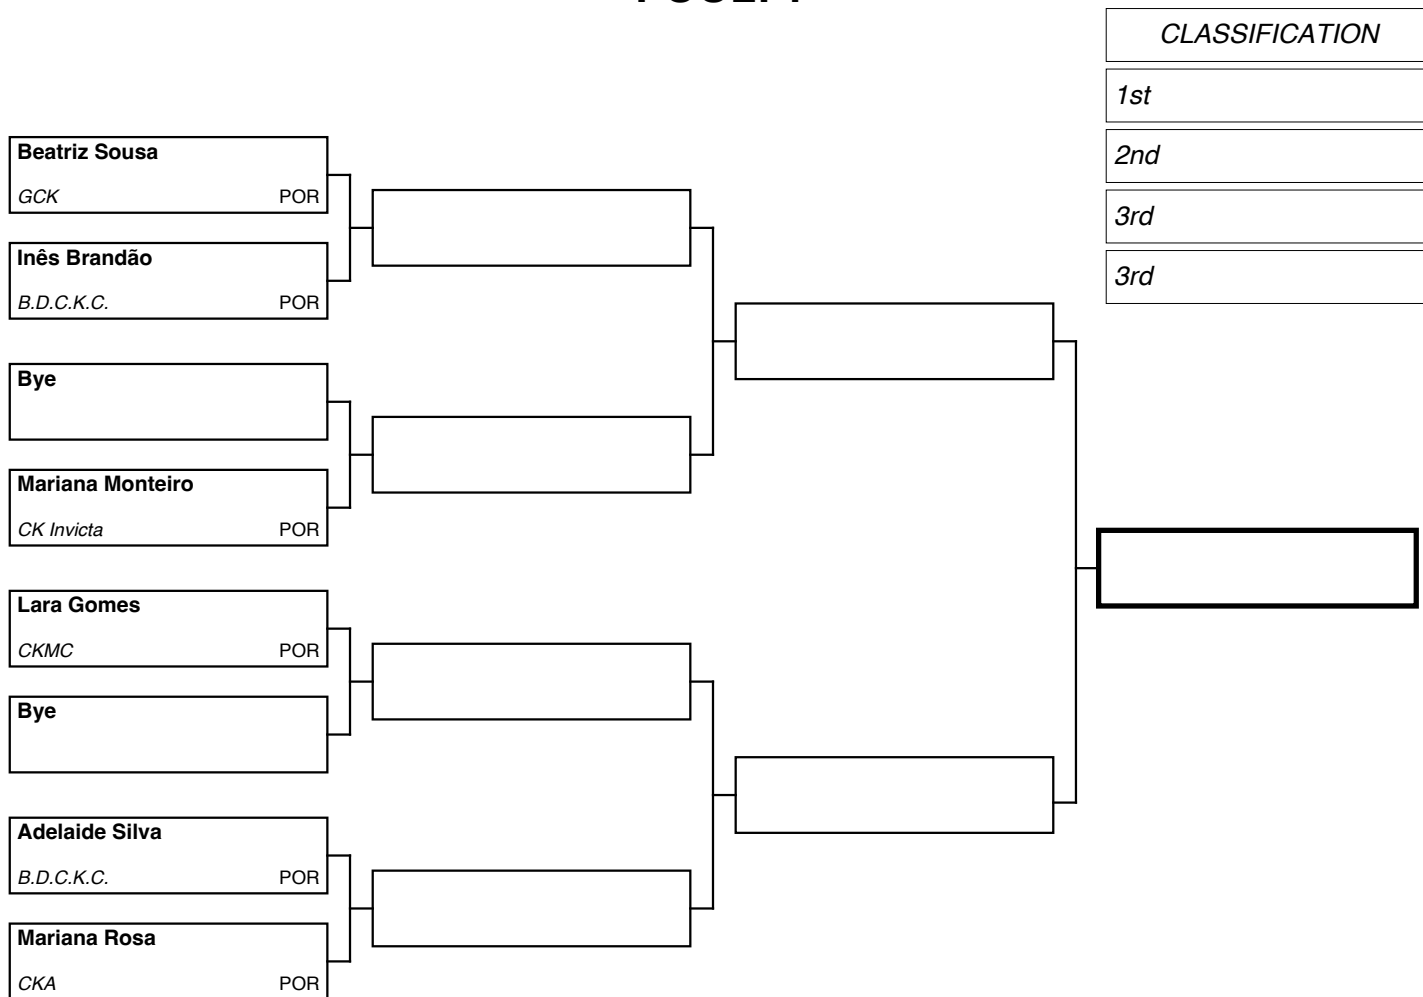 CLASSIFICATION
1st
2nd
3rd
3rd
Beatriz Sousa
GCK POR
Inês Brandão
B.D.C.K.C. POR
Bye
Mariana Monteiro
CK Invicta POR
Lara Gomes
CKMC POR
Bye
Adelaide Silva
B.D.C.K.C. POR
Mariana Rosa
CKA POR